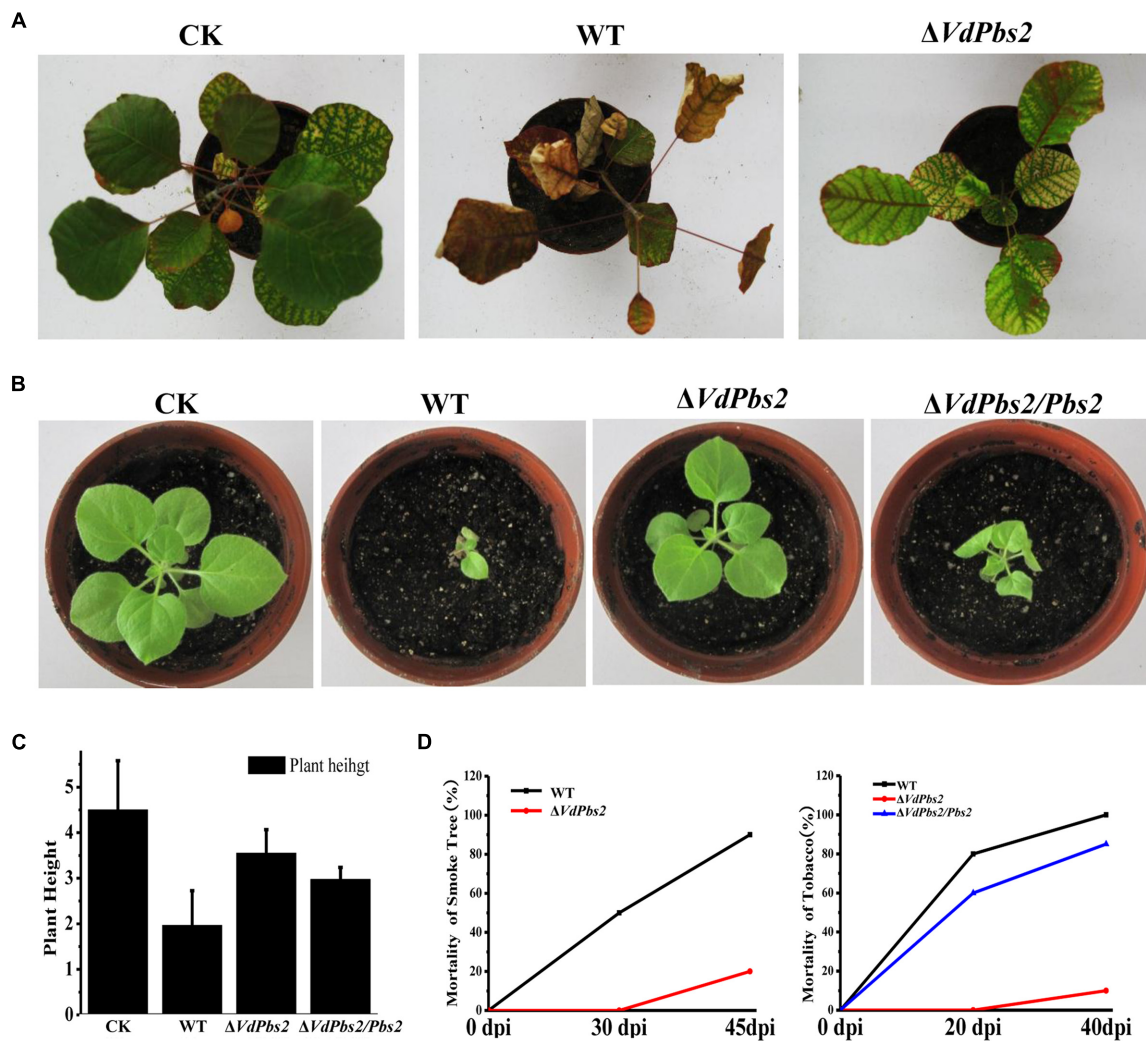 A
CK
WT
ΔVdPbs2
B
CK
WT
ΔVdPbs2
ΔVdPbs2/Pbs2
C
Plant heihgt
Plant Height
5
4
3
2
1
0
CK
WT
ΔVdPbs2
ΔVdPbs2/Pbs2
D
Mortality of Smoke Tree (%)
120
100
80
60
40
20
0
WT
ΔVdPbs2
0 dpi
30 dpi
45dpi
Mortality of Tobacco(%)
120
100
80
60
40
20
0
WT
ΔVdPbs2
ΔVdPbs2/Pbs2
0 dpi
20 dpi
40dpi